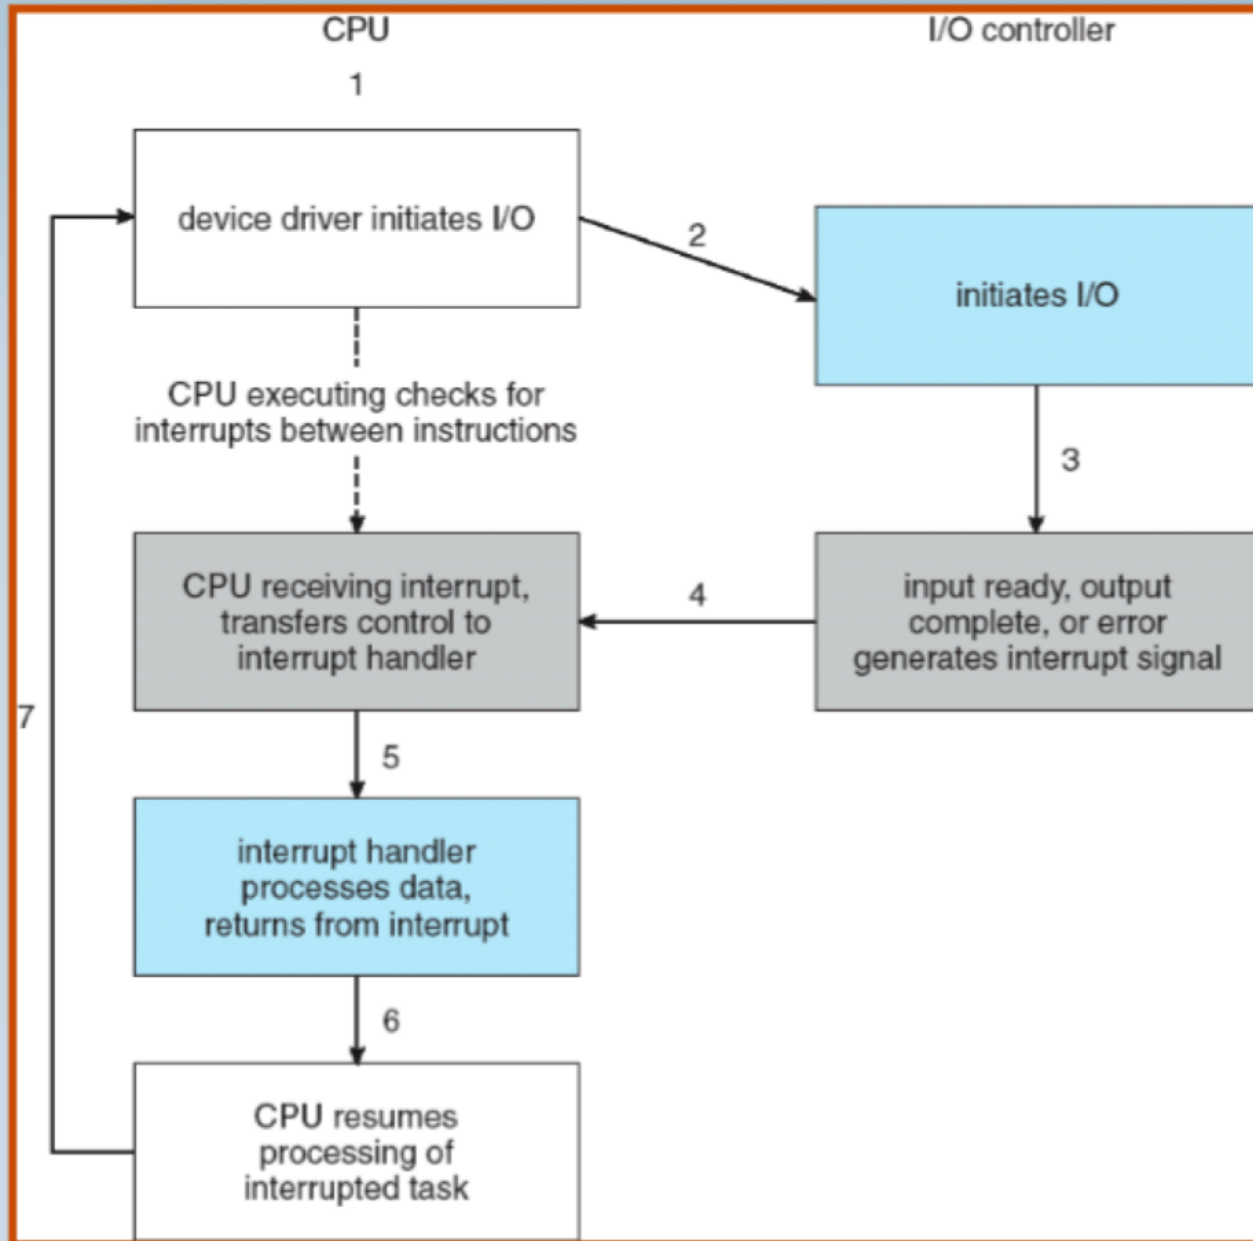 CPU
I/O controller
1
device driver initiates I/O
2
initiates I/O
CPU executing checks for
interrupts between instructions
3
CPU receiving interrupt,
transfers control to
interrupt handler
4
input ready, output
complete, or error
generates interrupt signal
7
5
interrupt handler
processes data,
returns from interrupt
6
CPU resumes
processing of
interrupted task